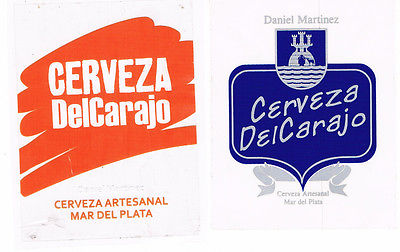 CERVEZA
DelCarajo
CERVEZA ARTESANAL
MAR DEL PLATA
Daniel Martinez
Cerveza
DelCarajo
Cerveza Artesanal
Mar del Plata